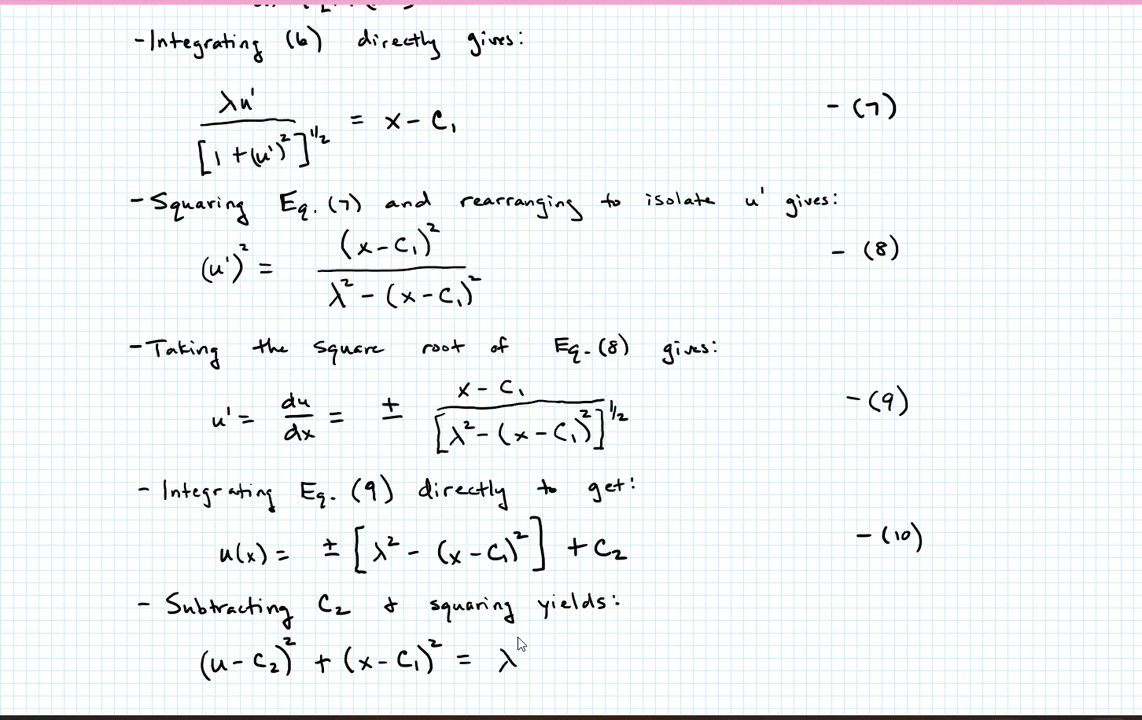 -Integrating (6) directly gives:
λu' / [1 + (u')²]^1/2 = x - C₁ - (7)
-Squaring Eq. (7) and rearranging to isolate u' gives:
(u')² = (x - C₁)² / λ² - (x - C₁)² - (8)
-Taking the square root of Eq. (8) gives:
u' = du/dx = ± x - C₁ / [λ² - (x - C₁)²]^1/2 - (9)
- Integrating Eq. (9) directly to get:
u(x) = ± [λ² - (x - C₁)²] + C₂ - (10)
- Subtracting C₂ & squaring yields:
(u - C₂)² + (x - C₁)² = λ